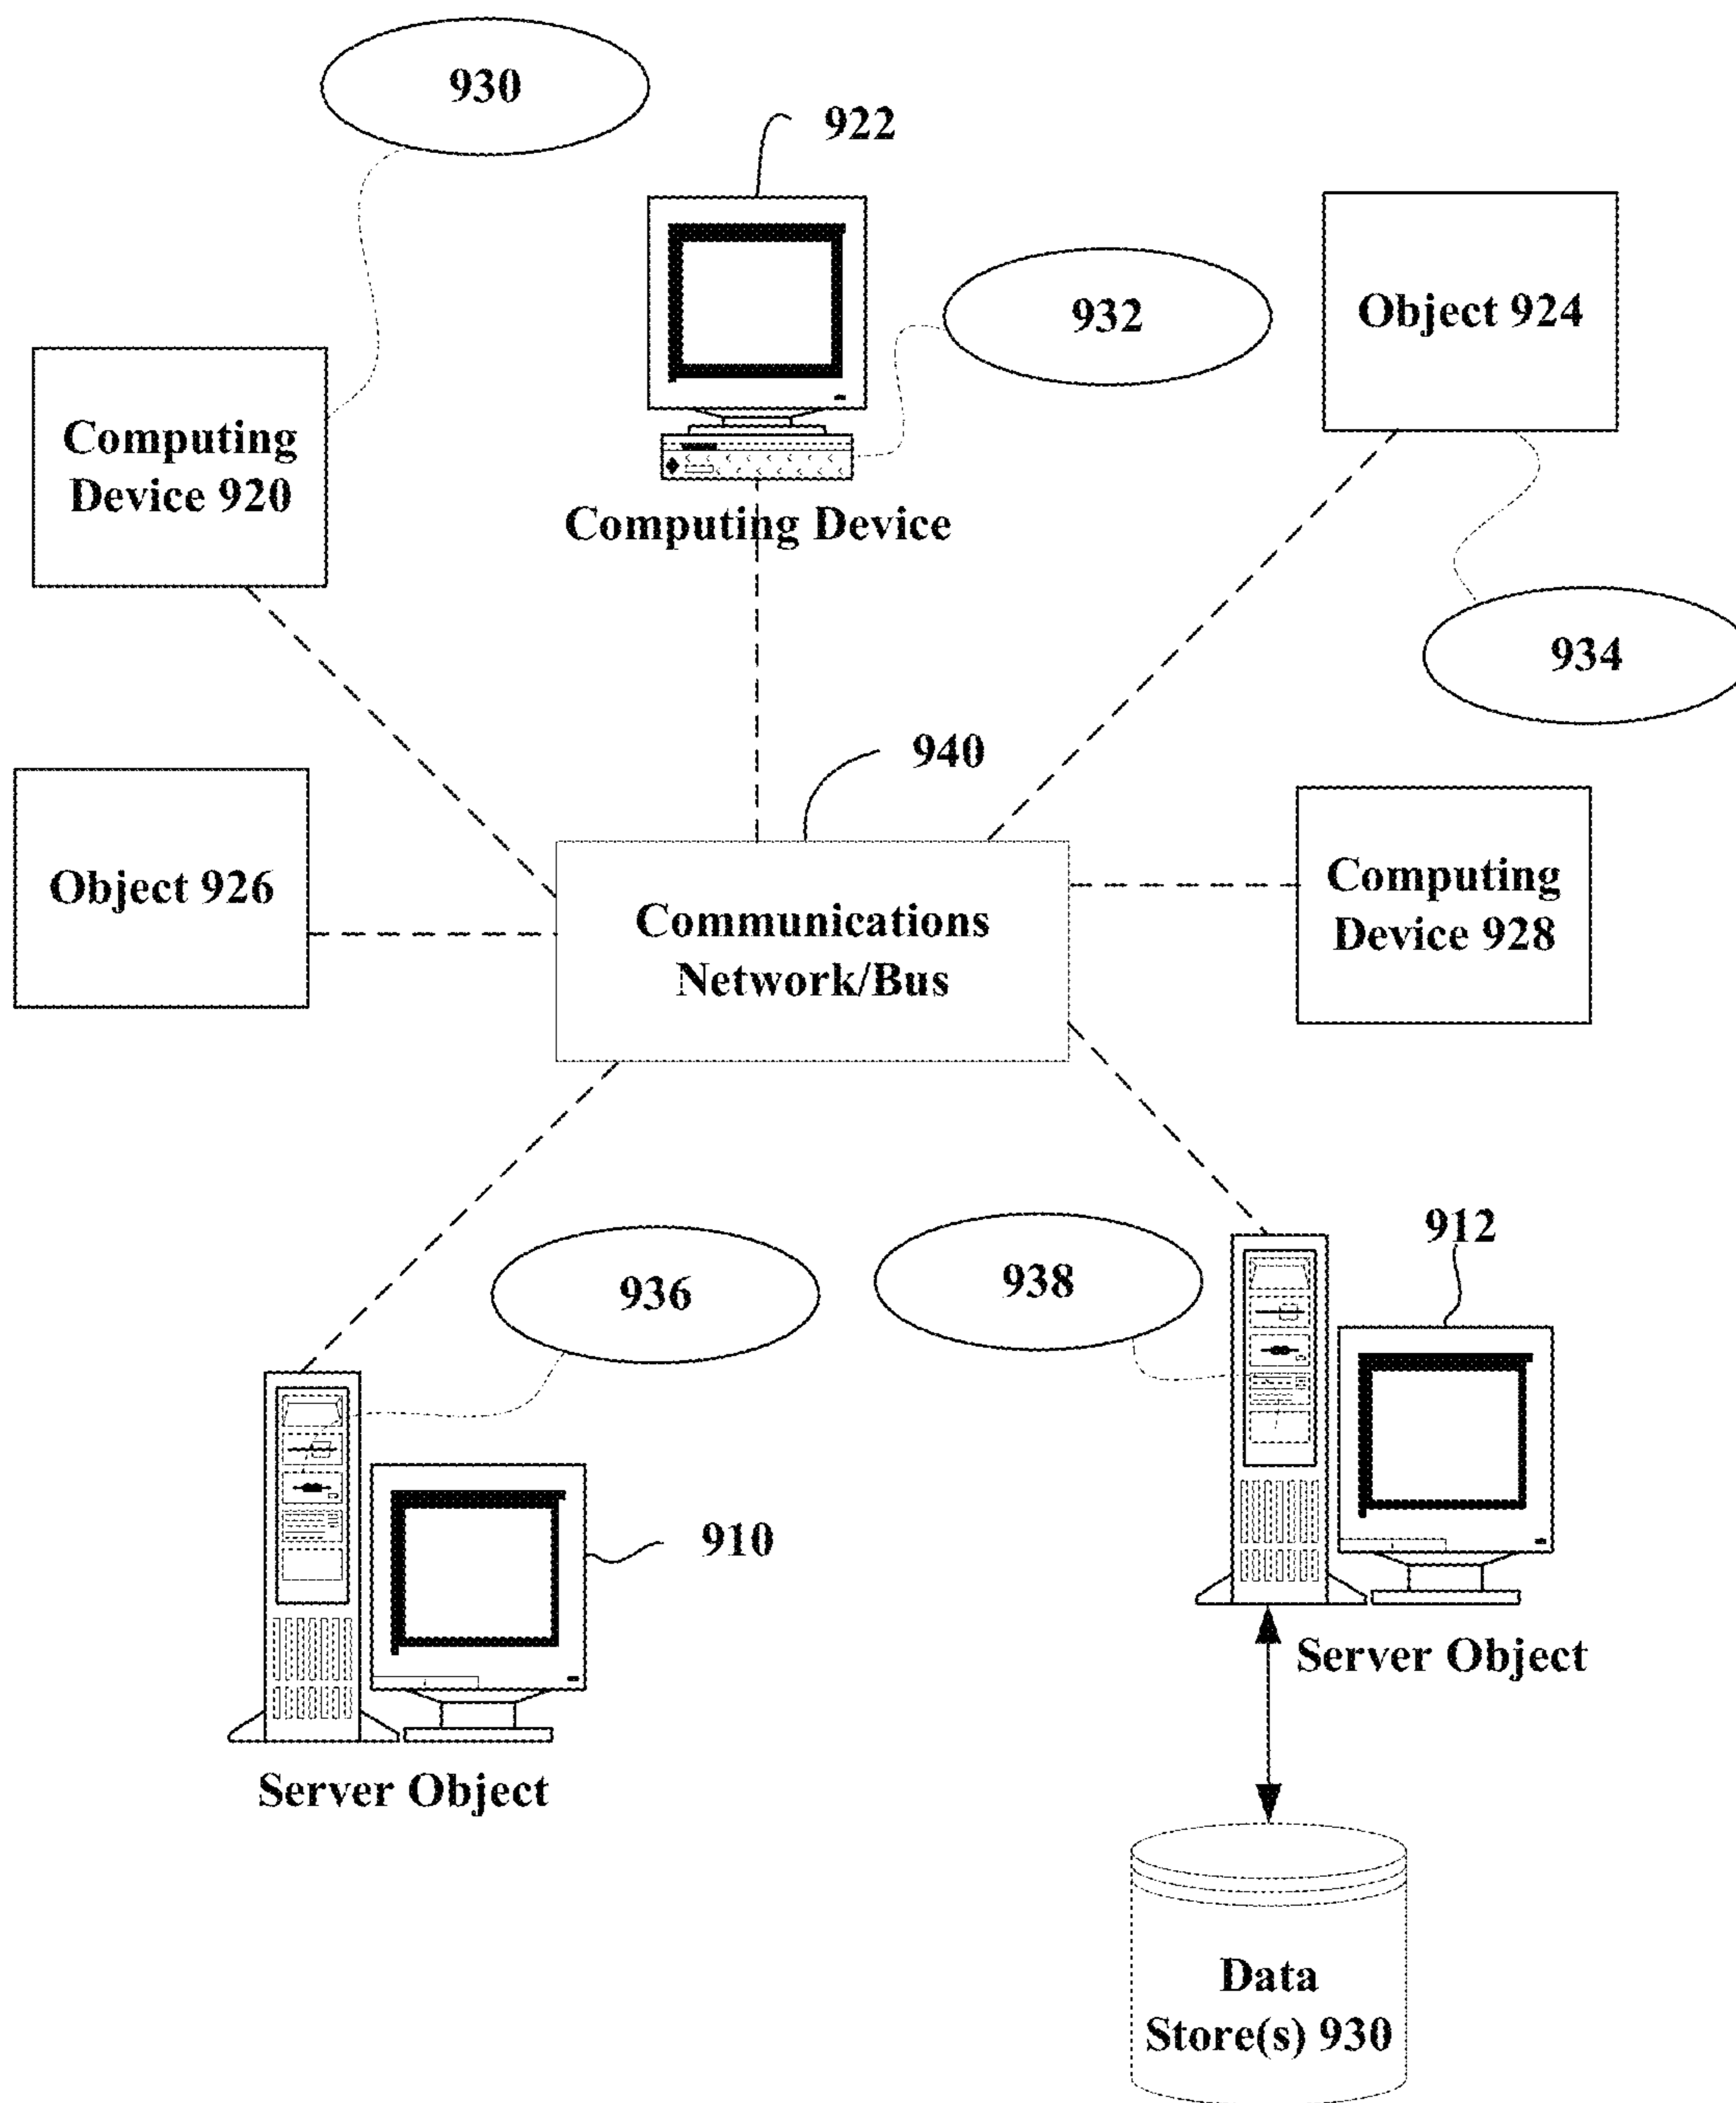 930
922
932
Object 924
Computing
Device 920
Computing Device
934
940
Object 926
Communications
Network/Bus
Computing
Device 928
936
938
912
910
Server Object
Server Object
Data
Store(s) 930